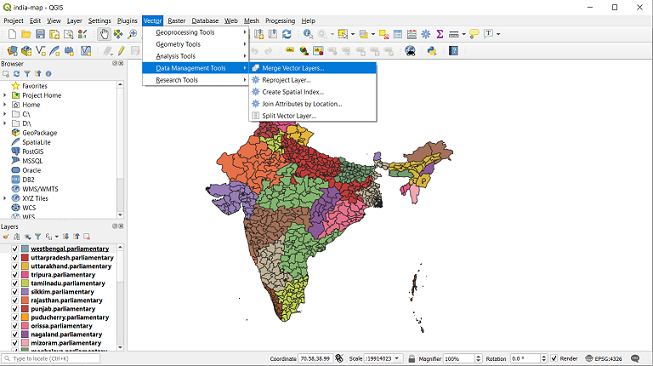 india-map - QGIS
Project Edit View Layer Settings Plugins Vector Raster Database Web Mesh Processing Help
Geoprocessing Tools
Geometry Tools
Analysis Tools
Data Management Tools
Research Tools
Merge Vector Layers...
Reproject Layer...
Create Spatial Index...
Join Attributes by Location...
Split Vector Layer...
Browser
Favorites
Project Home
Home
C:\
D:\
GeoPackage
SpatiaLite
PostGIS
MSSQL
Oracle
DB2
WMS/WMTS
XYZ Tiles
WCS
WFS
Layers
westbengal.parliamentary
uttarpradesh.parliamentary
uttarakhand.parliamentary
tripura.parliamentary
tamilnadu.parliamentary
sikkim.parliamentary
rajasthan.parliamentary
punjab.parliamentary
puducherry.parliamentary
orissa.parliamentary
nagaland.parliamentary
mizoram.parliamentary
Type to locate (Ctrl+K) Coordinate 70.58,38.99 Scale :19914023 Magnifier 100% Rotation 0.0 ° Render EPSG:4326